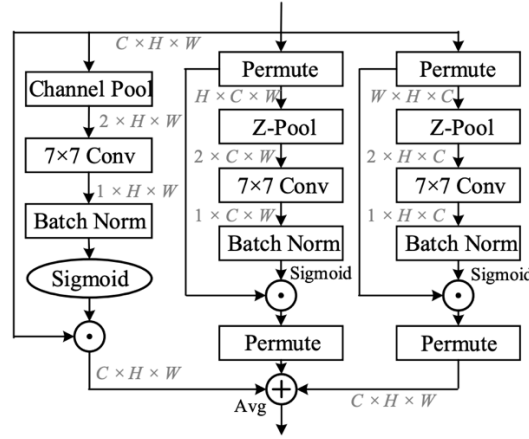 C × H × W
Channel Pool
2 × H × W
7×7 Conv
1 × H × W
Batch Norm
Sigmoid
C × H × W
Permute
H × C × W
Z-Pool
2 × C × W
7×7 Conv
1 × C × W
Batch Norm
Sigmoid
Permute
Avg
Permute
W × H × C
Z-Pool
2 × H × C
7×7 Conv
1 × H × C
Batch Norm
Sigmoid
Permute
C × H × W